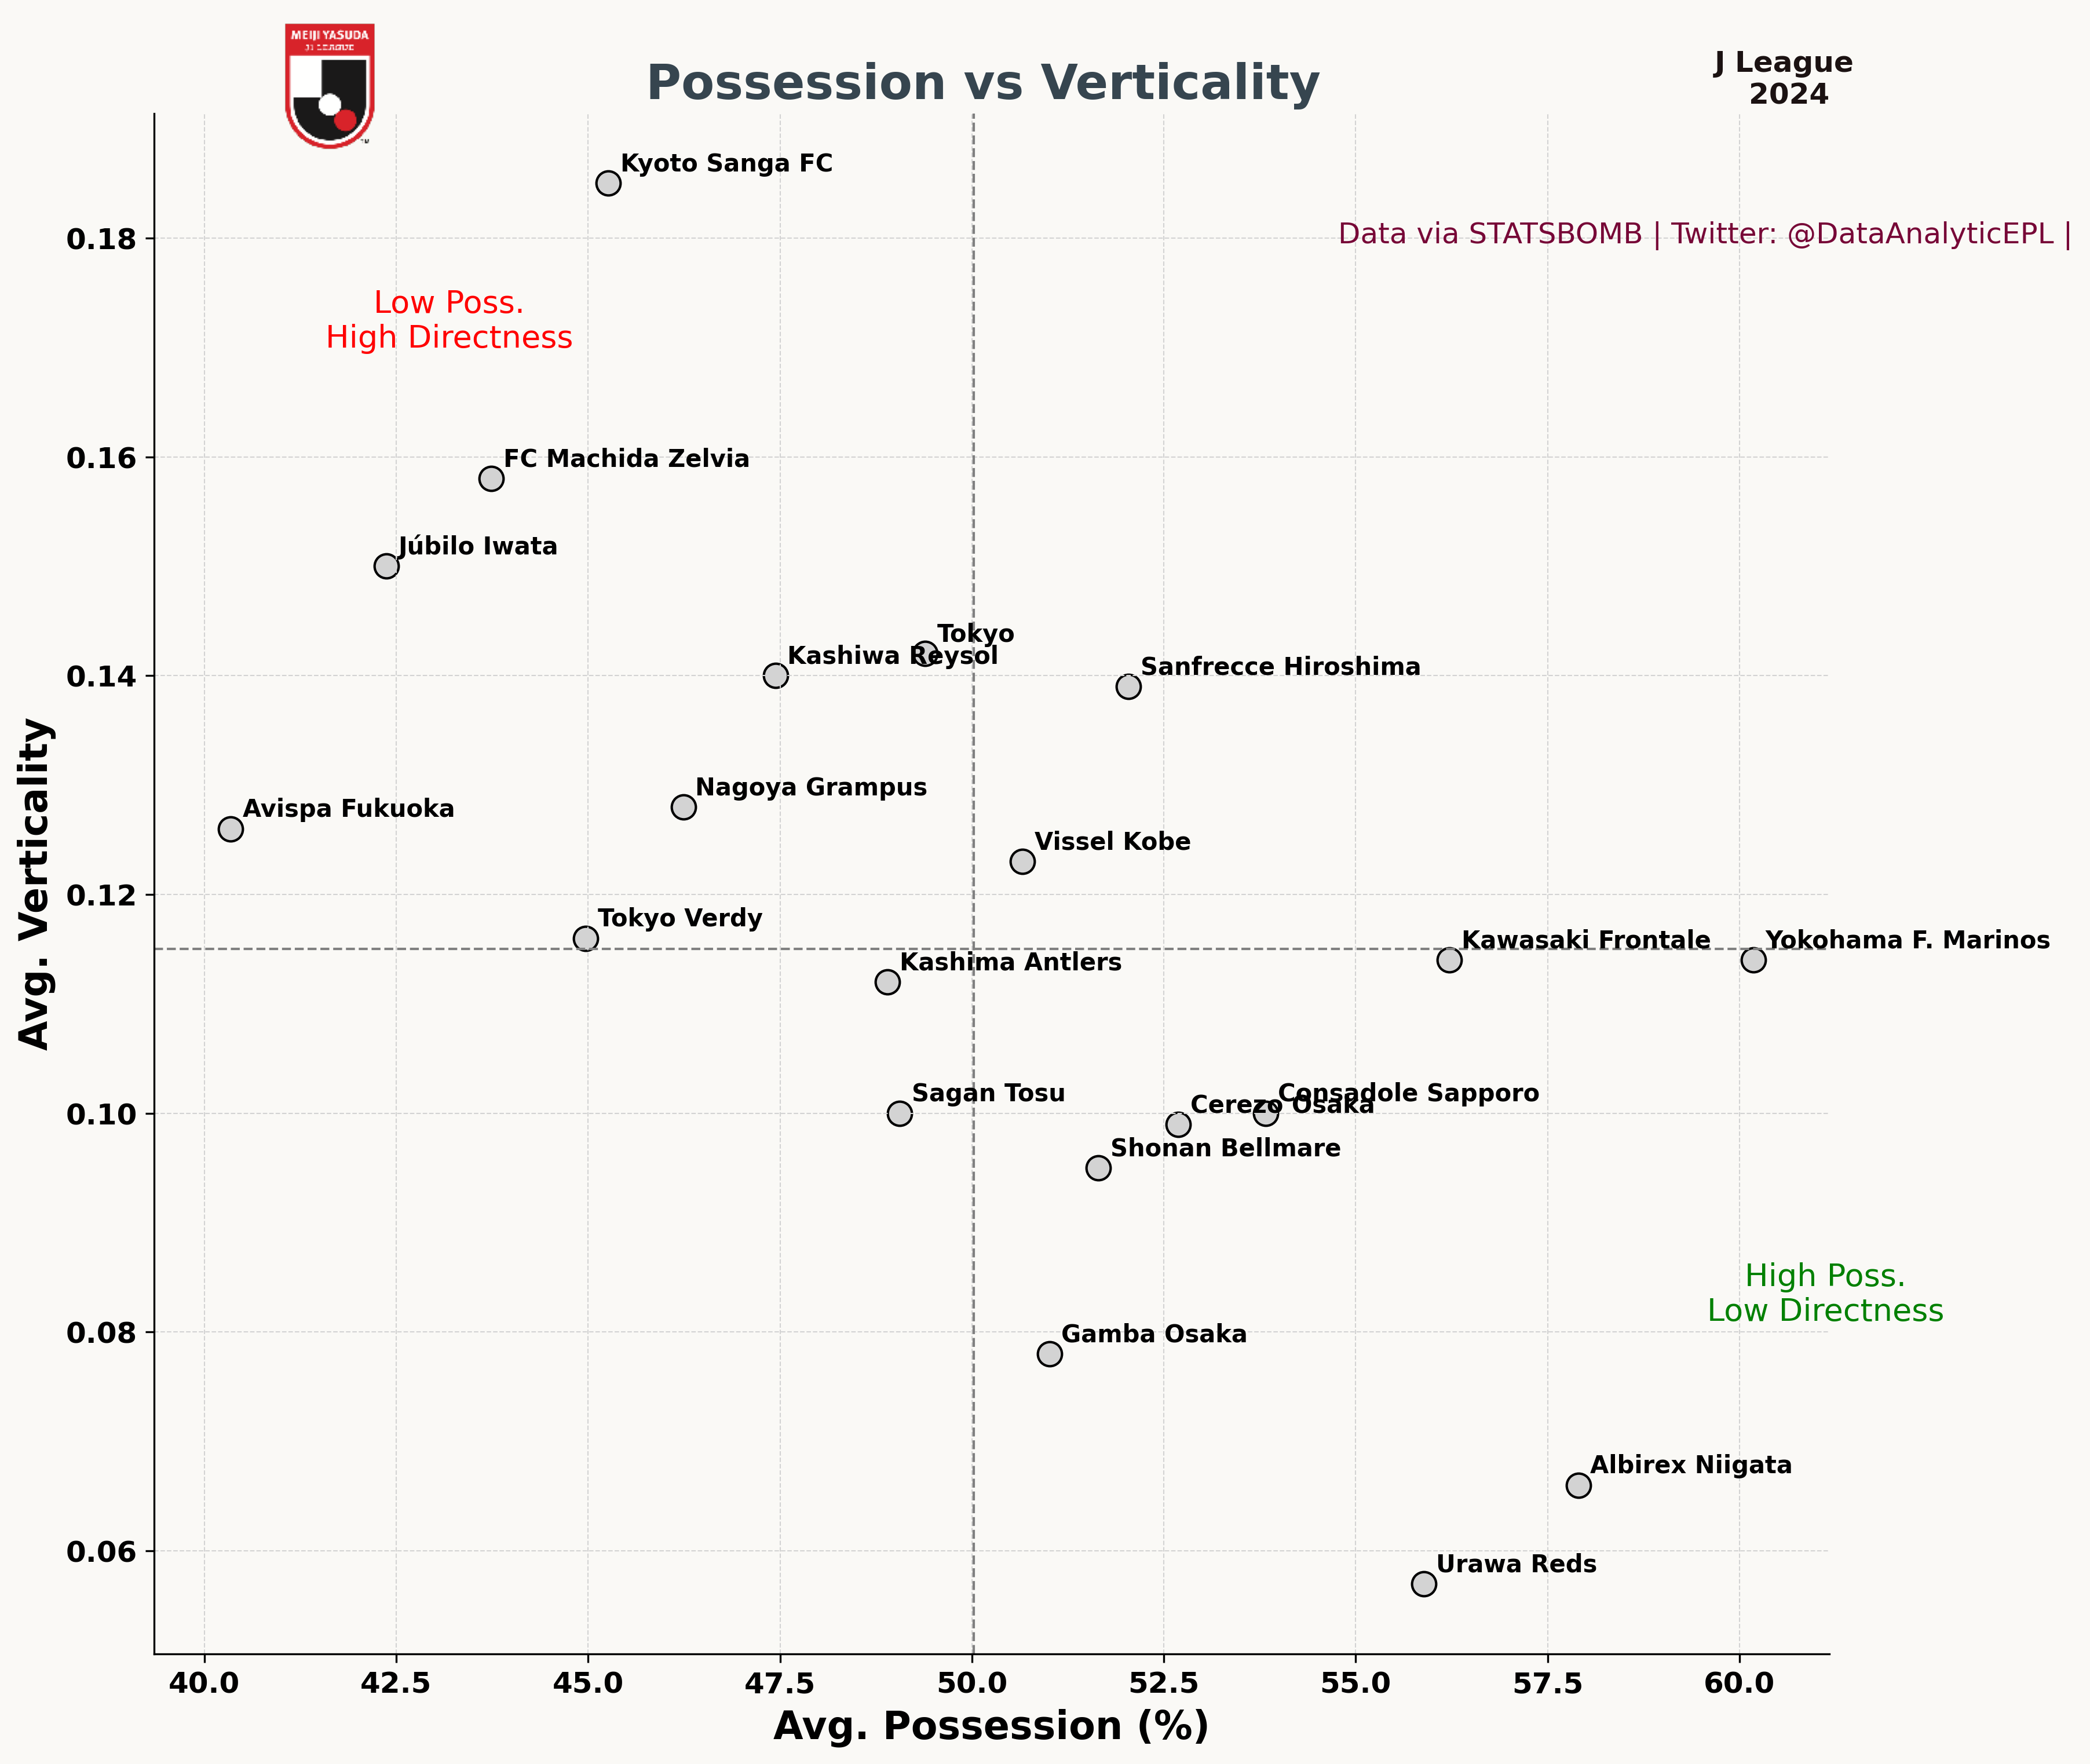 MEIJI YASUDA
J1 LEAGUE
Possession vs Verticality
J League
2024
Kyoto Sanga FC
Data via STATSBOMB | Twitter: @DataAnalyticEPL |
0.18
Low Poss.
High Directness
FC Machida Zelvia
0.16
Júbilo Iwata
Tokyo
Kashiwa Reysol
Sanfrecce Hiroshima
0.14
Nagoya Grampus
Avispa Fukuoka
Vissel Kobe
0.12
Tokyo Verdy
Kawasaki Frontale
Yokohama F. Marinos
Kashima Antlers
Sagan Tosu
Consadole Sapporo
Cerezo Osaka
0.10
Shonan Bellmare
High Poss.
Low Directness
Gamba Osaka
0.08
Albirex Niigata
Urawa Reds
0.06
Avg. Verticality
40.0 42.5 45.0 47.5 50.0 52.5 55.0 57.5 60.0
Avg. Possession (%)